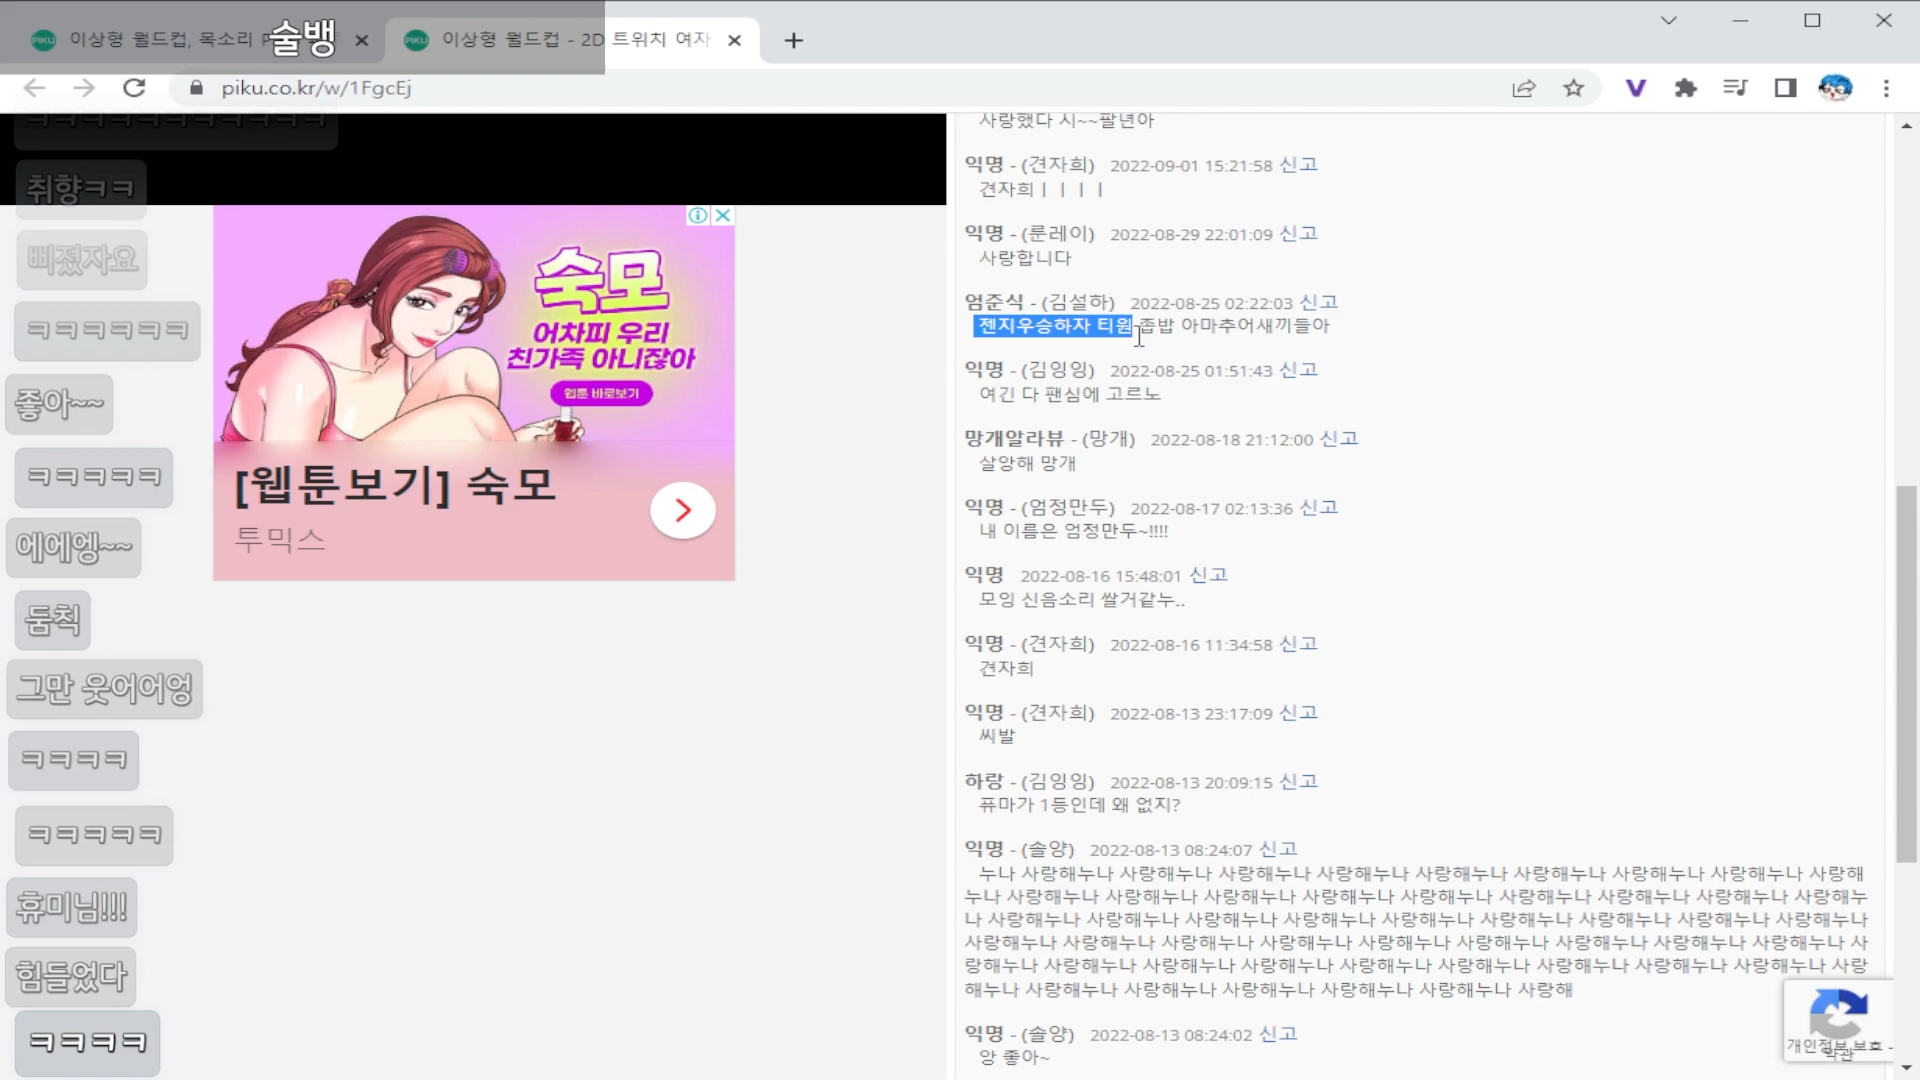 이상형 월드컵, 목소리
술뱅
이상형 월드컵 - 2D 트위치 여자
piku.co.kr/w/1FgcEj
ㅋㅋㅋㅋㅋㅋㅋㅋㅋㅋㅋ
취향ㅋㅋ
삐졌자요
ㅋㅋㅋㅋㅋㅋ
좋아~~
ㅋㅋㅋㅋㅋ
에에엥~~
둠칫
그만 웃어어엉
ㅋㅋㅋㅋ
ㅋㅋㅋㅋㅋ
휴미님!!!
힘들었다
ㅋㅋㅋㅋ
숙모
어차피 우리
친가족 아니잖아
웹툰 바로보기
[웹툰보기] 숙모
투믹스
사랑했다 시~~팔년아
익명 - (견자희) 2022-09-01 15:21:58 신고
견자희ㅣㅣㅣㅣ
익명 - (룬레이) 2022-08-29 22:01:09 신고
사랑합니다
엄준식 - (김설하) 2022-08-25 02:22:03 신고
젠지우승하자 티원 좁밥 아마추어새끼들아
익명 - (김잉잉) 2022-08-25 01:51:43 신고
여긴 다 팬심에 고르노
망개알라뷰 - (망개) 2022-08-18 21:12:00 신고
살앙해 망개
익명 - (엄정만두) 2022-08-17 02:13:36 신고
내 이름은 엄정만두~!!!!
익명 2022-08-16 15:48:01 신고
모잉 신음소리 쌀거같누..
익명 - (견자희) 2022-08-16 11:34:58 신고
견자희
익명 - (견자희) 2022-08-13 23:17:09 신고
씨발
하랑 - (김잉잉) 2022-08-13 20:09:15 신고
퓨마가 1등인데 왜 없지?
익명 - (솔양) 2022-08-13 08:24:07 신고
누나 사랑해누나 사랑해누나 사랑해누나 사랑해누나 사랑해누나 사랑해누나 사랑해누나 사랑해누나 사랑해
누나 사랑해누나 사랑해누나 사랑해누나 사랑해누나 사랑해누나 사랑해누나 사랑해누나 사랑해누나 사랑해누
나 사랑해누나 사랑해누나 사랑해누나 사랑해누나 사랑해누나 사랑해누나 사랑해누나 사랑해누나 사랑해누나
사랑해누나 사랑해누나 사랑해누나 사랑해누나 사랑해누나 사랑해누나 사랑해누나 사랑해누나 사랑해누나 사
랑해누나 사랑해누나 사랑해누나 사랑해누나 사랑해누나 사랑해누나 사랑해누나 사랑해누나 사랑해누나 사랑
해누나 사랑해누나 사랑해누나 사랑해누나 사랑해누나 사랑해누나 사랑해
익명 - (솔양) 2022-08-13 08:24:02 신고
앙 좋아~
개인정보 보호 -
약관